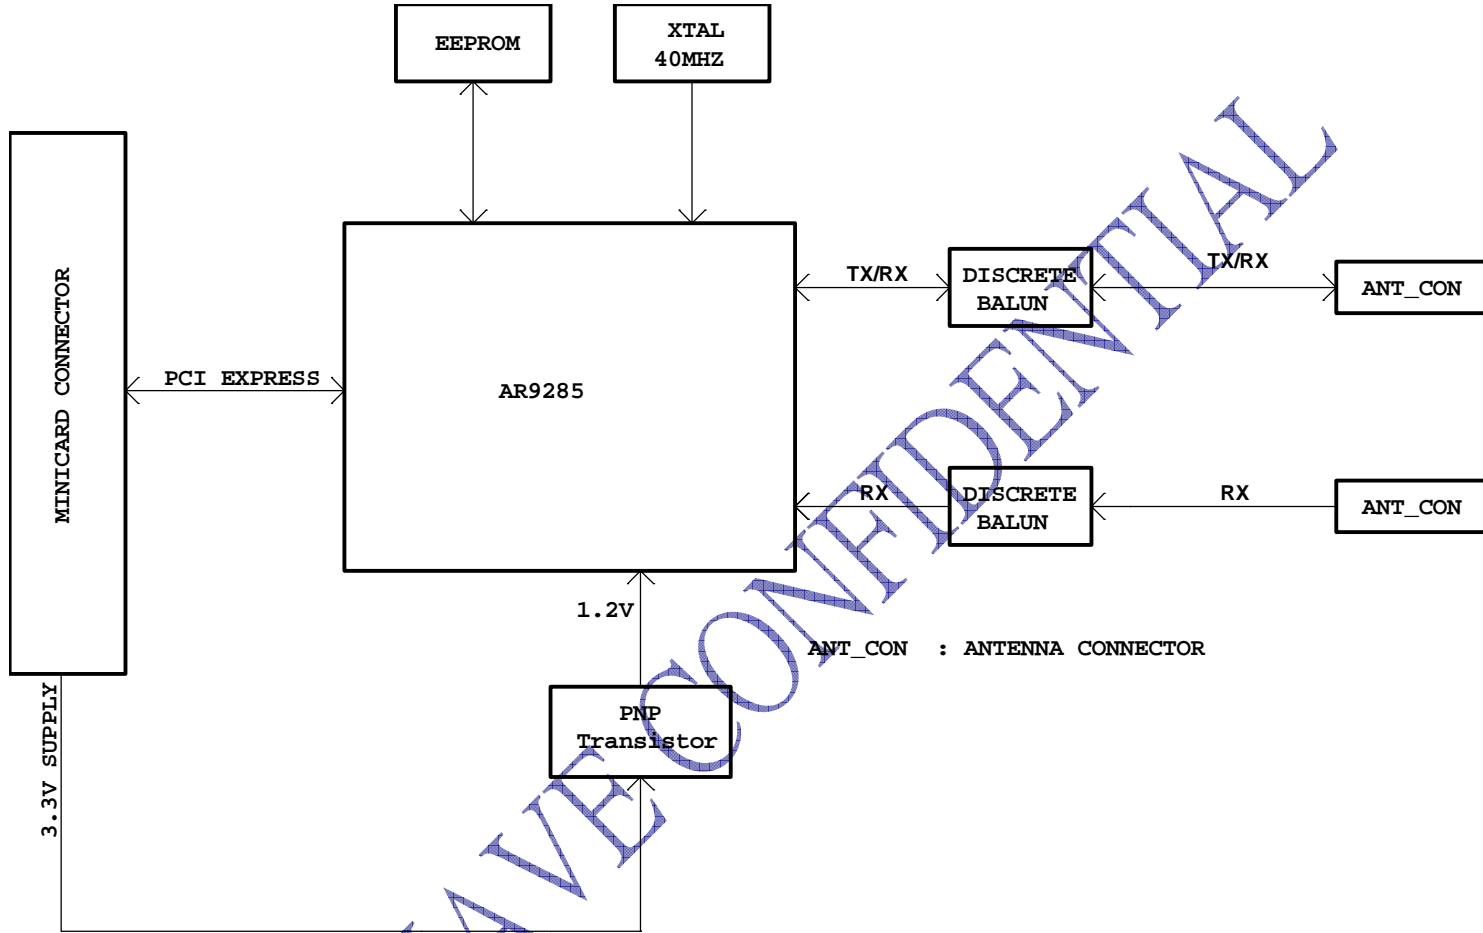 EEPROM
XTAL
40MHZ
MINICARD CONNECTOR
PCI EXPRESS
AR9285
TX/RX
DISCRETE
BALUN
TX/RX
ANT_CON
RX
DISCRETE
BALUN
RX
ANT_CON
1.2V
ANT_CON : ANTENNA CONNECTOR
PNP
Transistor
3.3V SUPPLY
CONFIDENTIAL